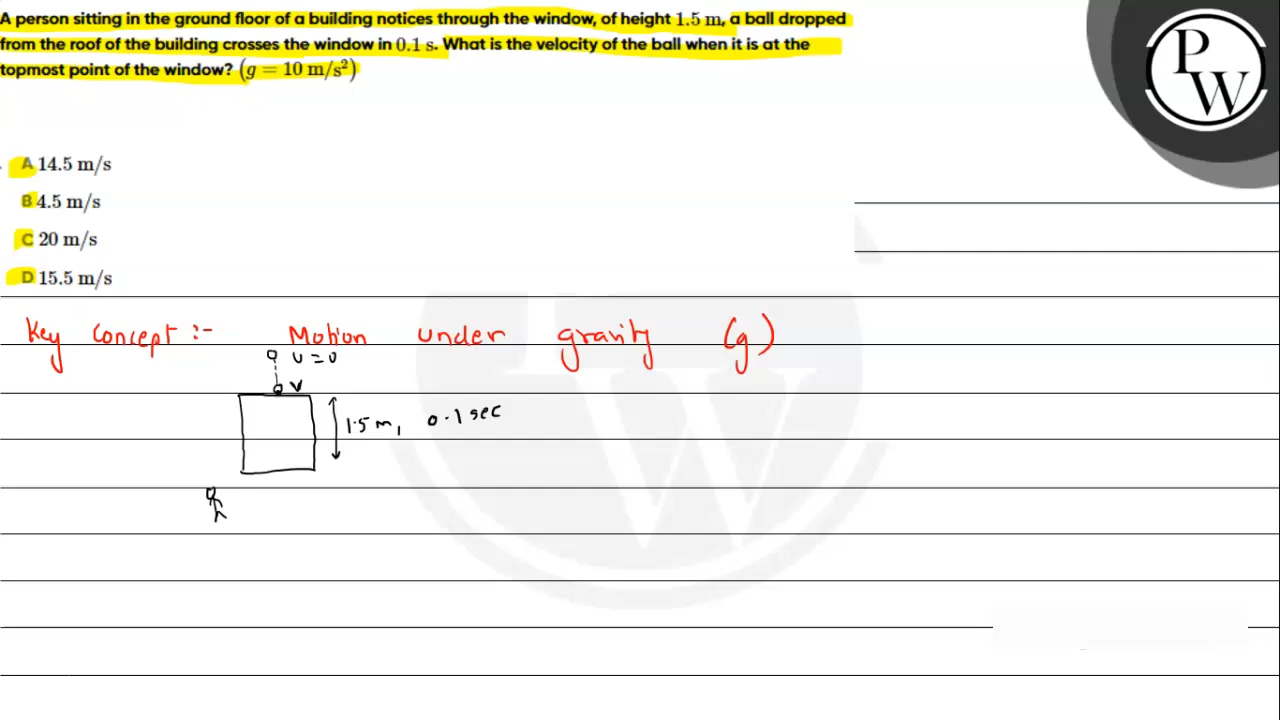 A person sitting in the ground floor of a building notices through the window, of height 1.5 m, a ball dropped
from the roof of the building crosses the window in 0.1 s. What is the velocity of the ball when it is at the
topmost point of the window? (g = 10 m/s²)
P
W
A 14.5 m/s
B 4.5 m/s
C 20 m/s
D 15.5 m/s
Key concept :- Motion under gravity (g)
u = 0
v
1.5 m, 0.1 sec